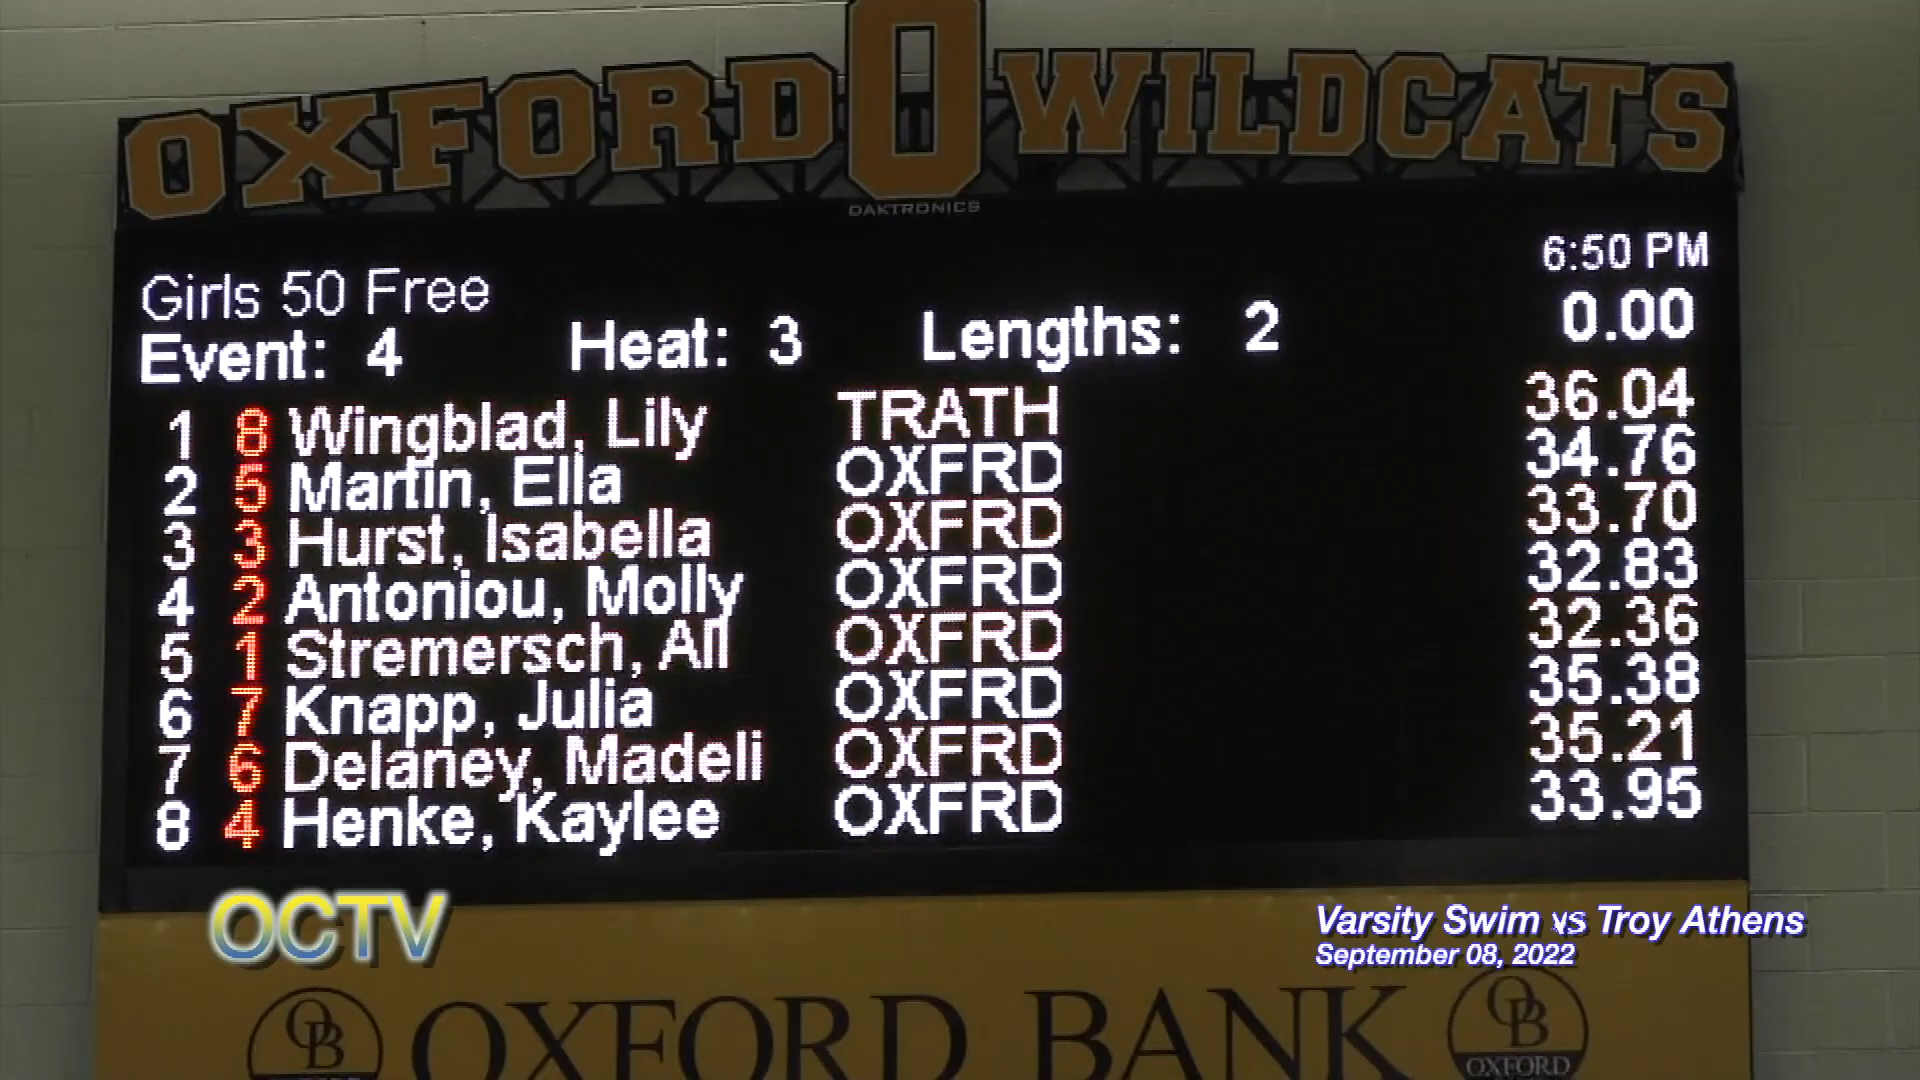 OXFORD O WILDCATS
DAKTRONICS
6:50 PM
Girls 50 Free 0.00
Event: 4 Heat: 3 Lengths: 2
1 8 Wingblad, Lily TRATH 36.04
2 5 Martin, Ella OXFRD 34.76
3 3 Hurst, Isabella OXFRD 33.70
4 2 Antoniou, Molly OXFRD 32.83
5 1 Stremersch, All OXFRD 32.36
6 7 Knapp, Julia OXFRD 35.38
7 6 Delaney, Madeli OXFRD 35.21
8 4 Henke, Kaylee OXFRD 33.95
OCTV
Varsity Swim vs Troy Athens
September 08, 2022
OB OXFORD BANK OB
OXFORD